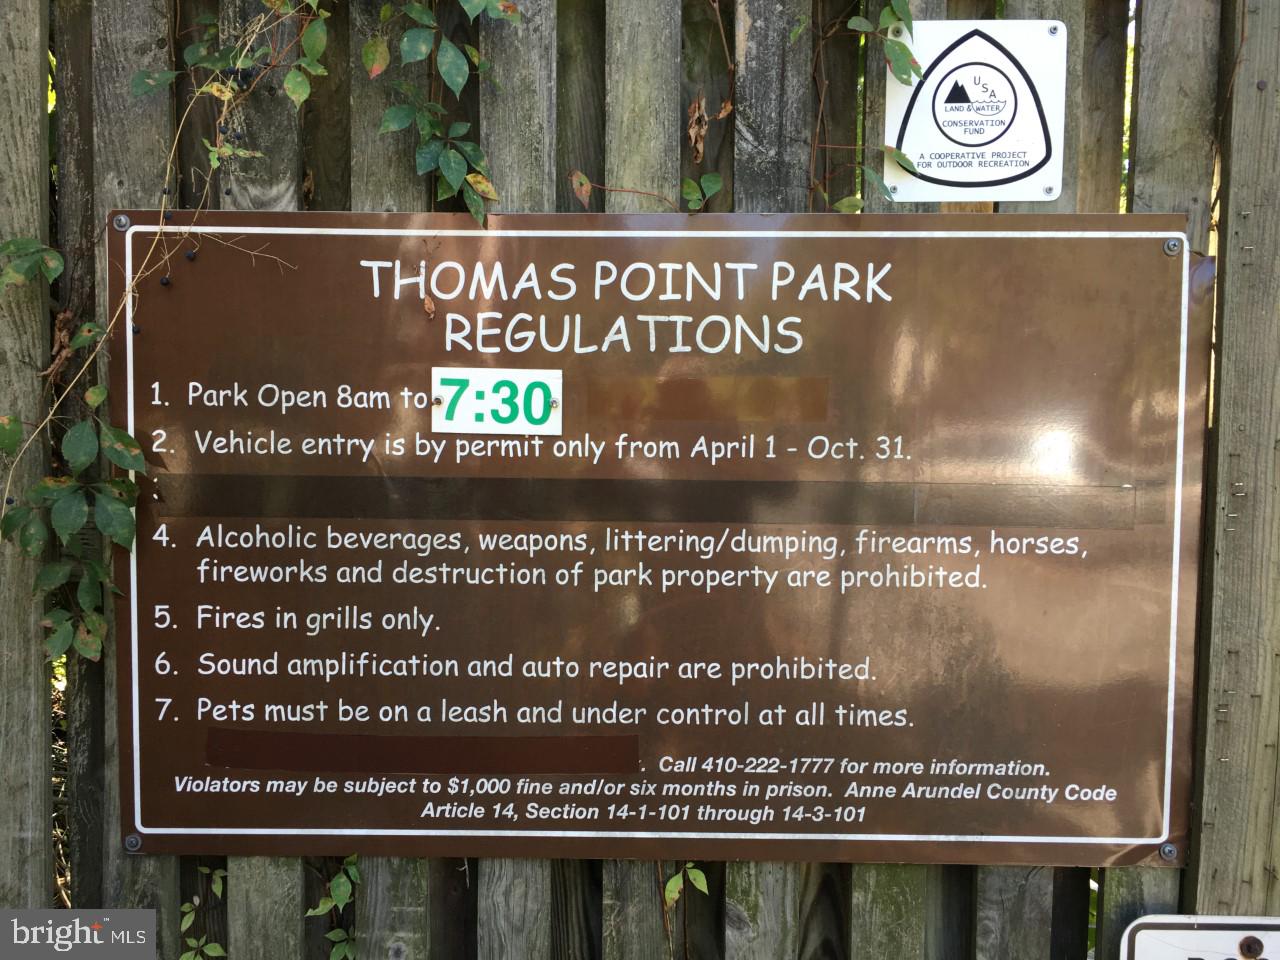 USA
LAND & WATER
CONSERVATION
FUND
A COOPERATIVE PROJECT
FOR OUTDOOR RECREATION
THOMAS POINT PARK
REGULATIONS
1. Park Open 8am to 7:30
2. Vehicle entry is by permit only from April 1 - Oct. 31.
4. Alcoholic beverages, weapons, littering/dumping, firearms, horses,
fireworks and destruction of park property are prohibited.
5. Fires in grills only.
6. Sound amplification and auto repair are prohibited.
7. Pets must be on a leash and under control at all times.
. Call 410-222-1777 for more information.
Violators may be subject to $1,000 fine and/or six months in prison. Anne Arundel County Code
Article 14, Section 14-1-101 through 14-3-101
bright™ MLS